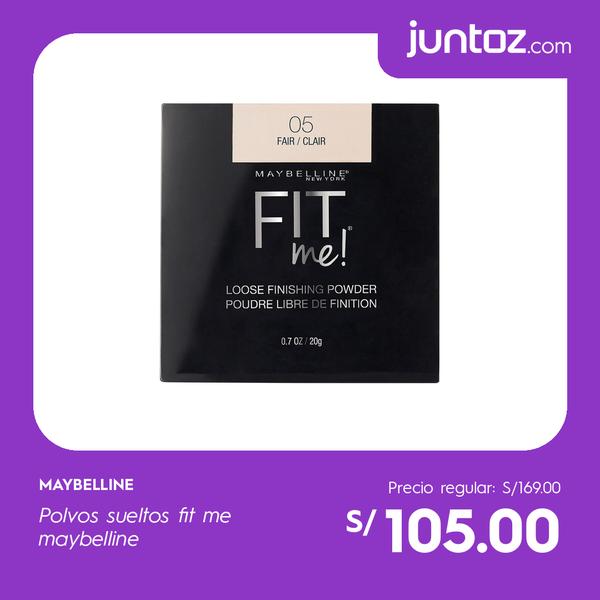 juntoz.com
05
FAIR / CLAIR
MAYBELLINE®
NEW YORK
FIT
me!®
LOOSE FINISHING POWDER
POUDRE LIBRE DE FINITION
0.7 OZ / 20g
MAYBELLINE
Polvos sueltos fit me
maybelline
Precio regular: S/169.00
S/ 105.00